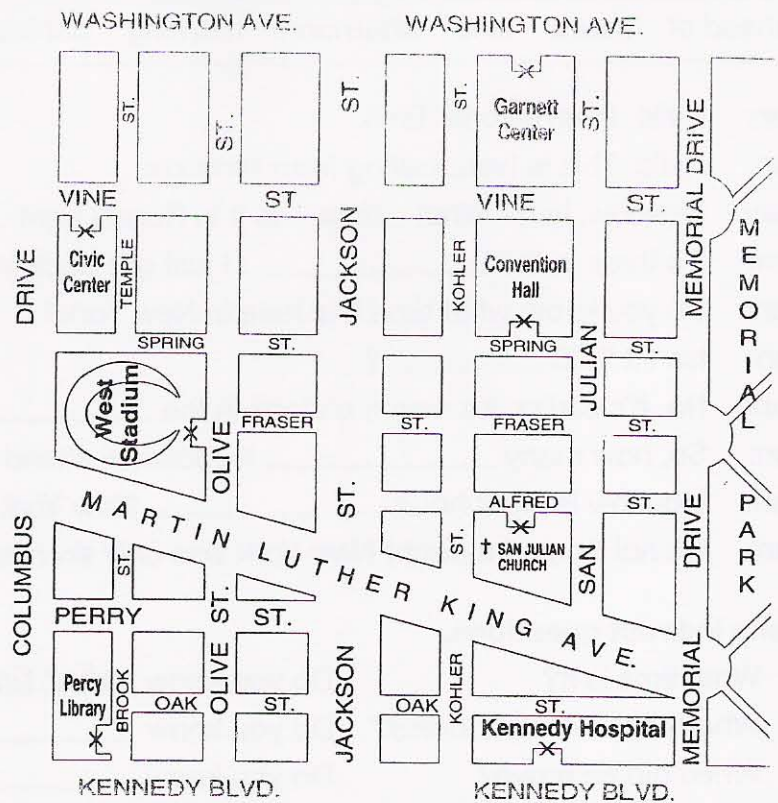 WASHINGTON AVE.
WASHINGTON AVE.
ST.
ST.
ST.
ST.
ST.
Garnett
Center
MEMORIAL DRIVE
VINE
ST.
VINE
ST.
DRIVE
Civic
Center
TEMPLE
JACKSON
KOHLER
Convention
Hall
JULIAN
MEMORIAL
PARK
SPRING
ST.
SPRING
ST.
West
Stadium
OLIVE
FRASER
ST.
FRASER
ST.
ST.
ALFRED
ST.
COLUMBUS
MARTIN LUTHER KING AVE.
ST.
ST.
SAN JULIAN
CHURCH
SAN
DRIVE
PERRY
ST.
ST.
Percy
Library
BROOK
OLIVE
OAK
ST.
JACKSON
OAK
KOHLER
ST.
Kennedy Hospital
MEMORIAL
KENNEDY BLVD.
KENNEDY BLVD.